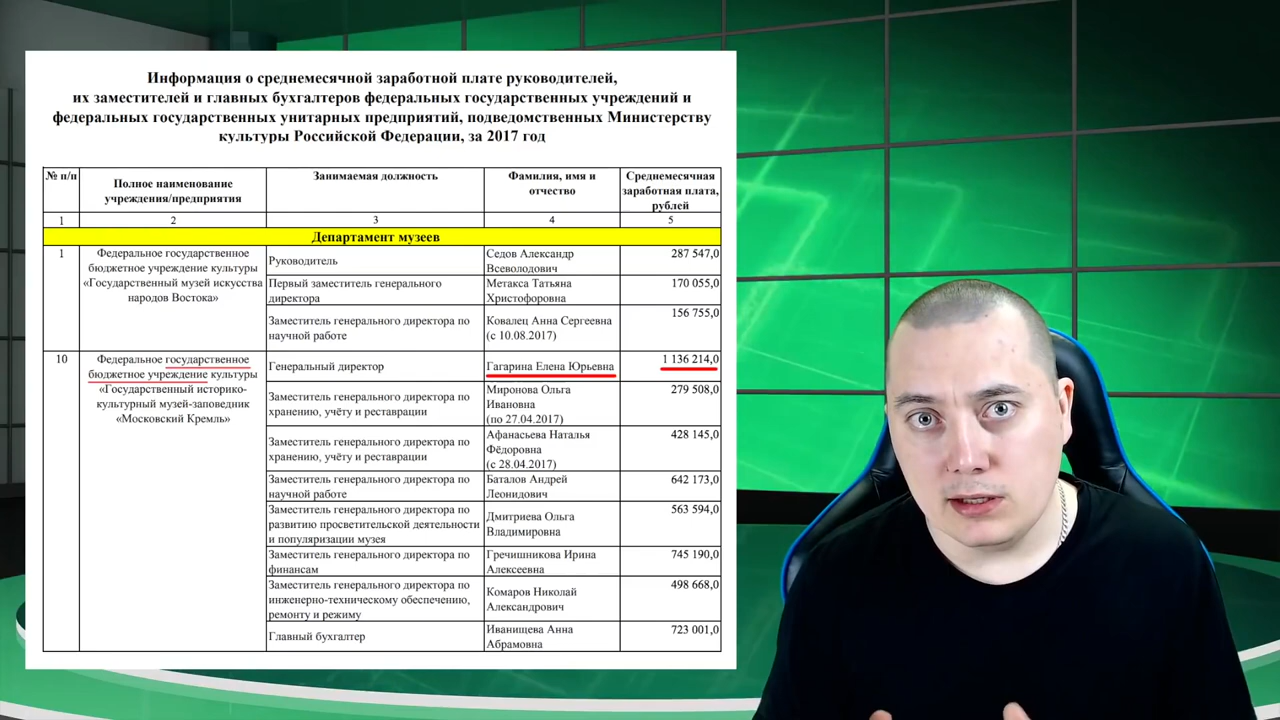 Информация о среднемесячной заработной плате руководителей,
их заместителей и главных бухгалтеров федеральных государственных учреждений и
федеральных государственных унитарных предприятий, подведомственных Министерству
культуры Российской Федерации, за 2017 год
№ п/п
Полное наименование
учреждения/предприятия
Занимаемая должность
Фамилия, имя и
отчество
Среднемесячная
заработная плата,
рублей
1 2 3 4 5
Департамент музеев
1
Федеральное государственное
бюджетное учреждение культуры
«Государственный музей искусства
народов Востока»
Руководитель
Седов Александр
Всеволодович
287 547,0
Первый заместитель генерального
директора
Метакса Татьяна
Христофоровна
170 055,0
Заместитель генерального директора по
научной работе
Ковалец Анна Сергеевна
(с 10.08.2017)
156 755,0
10
Федеральное государственное
бюджетное учреждение культуры
«Государственный историко-
культурный музей-заповедник
«Московский Кремль»
Генеральный директор
Гагарина Елена Юрьевна
1 136 214,0
Заместитель генерального директора по
хранению, учёту и реставрации
Миронова Ольга
Ивановна
(по 27.04.2017)
279 508,0
Заместитель генерального директора по
хранению, учёту и реставрации
Афанасьева Наталья
Фёдоровна
(с 28.04.2017)
428 145,0
Заместитель генерального директора по
научной работе
Баталов Андрей
Леонидович
642 173,0
Заместитель генерального директора по
развитию просветительской деятельности
и популяризации музея
Дмитриева Ольга
Владимировна
563 594,0
Заместитель генерального директора по
финансам
Гречишникова Ирина
Алексеевна
745 190,0
Заместитель генерального директора по
инженерно-техническому обеспечению,
ремонту и режиму
Комаров Николай
Александрович
498 668,0
Главный бухгалтер
Иванищева Анна
Абрамовна
723 001,0